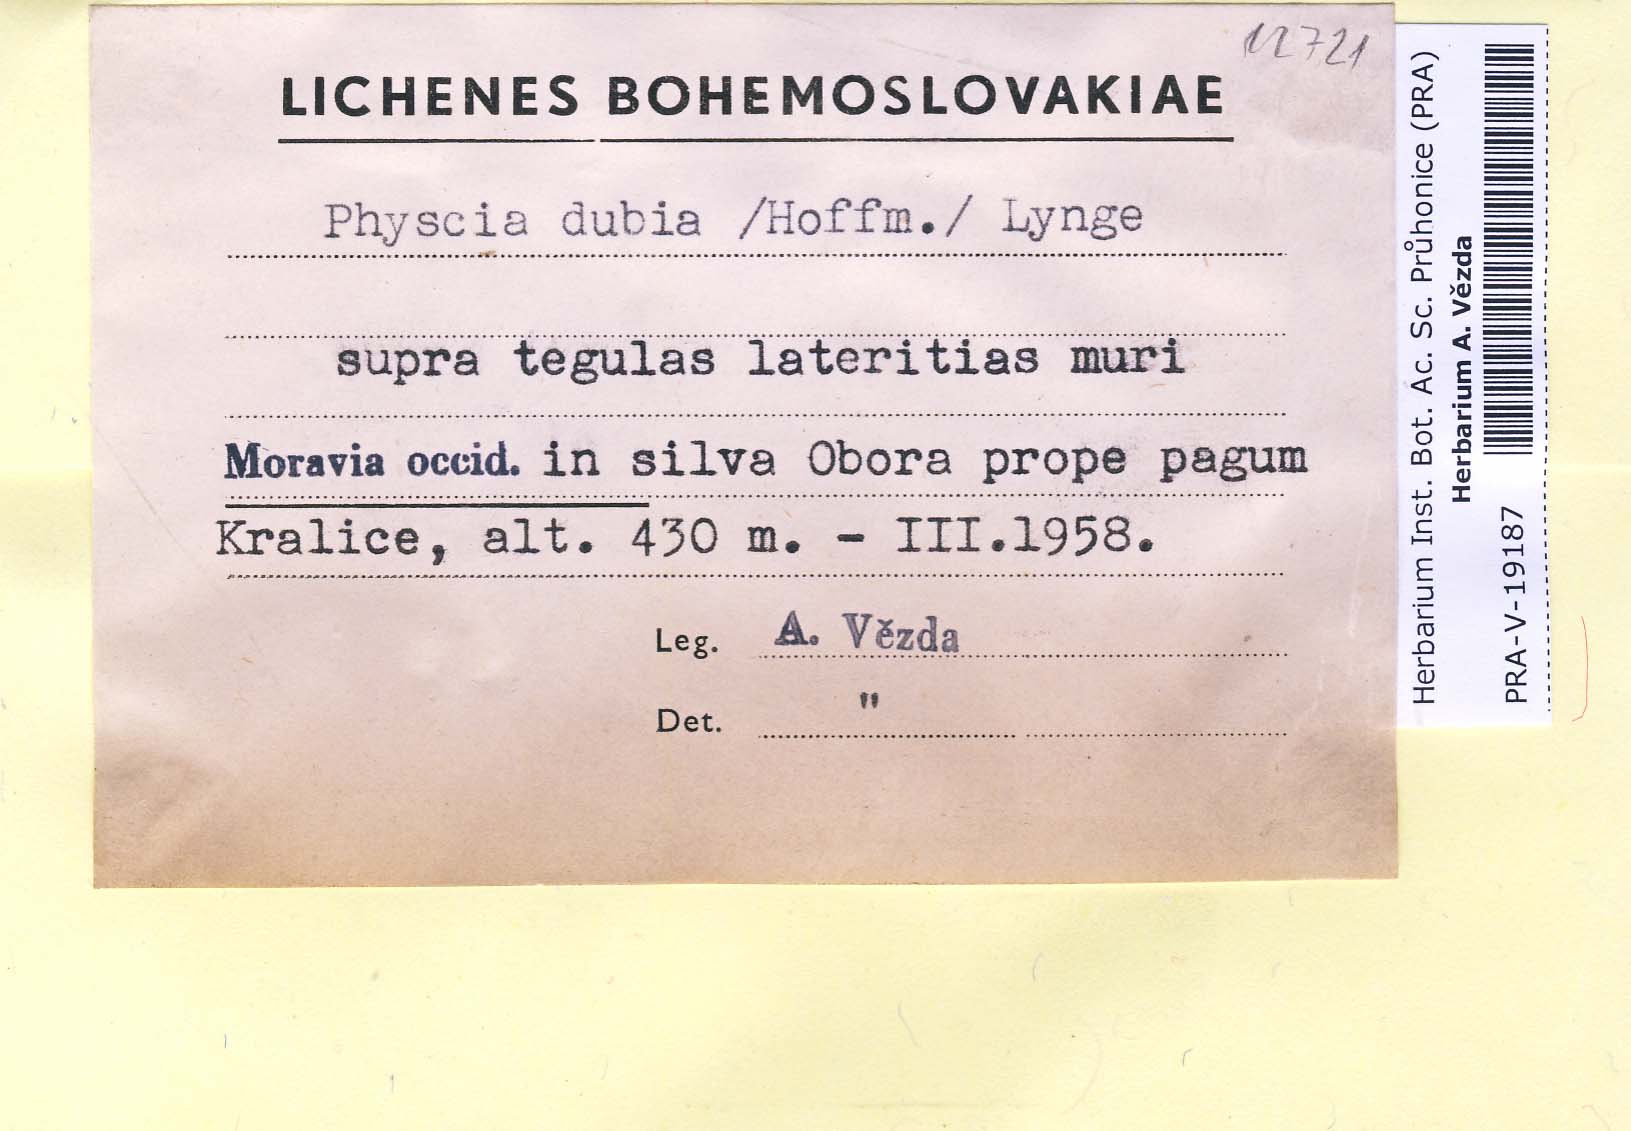 12721
LICHENES BOHEMOSLOVAKIAE
Physcia dubia /Hoffm./ Lynge
supra tegulas lateritias muri
Moravia occid. in silva Obora prope pagum
Kralice, alt. 430 m. - III.1958.
Leg. A. Vězda
Det. "
Herbarium Inst. Bot. Ac. Sc. Průhonice (PRA)
Herbarium A. Vězda
PRA-V-19187